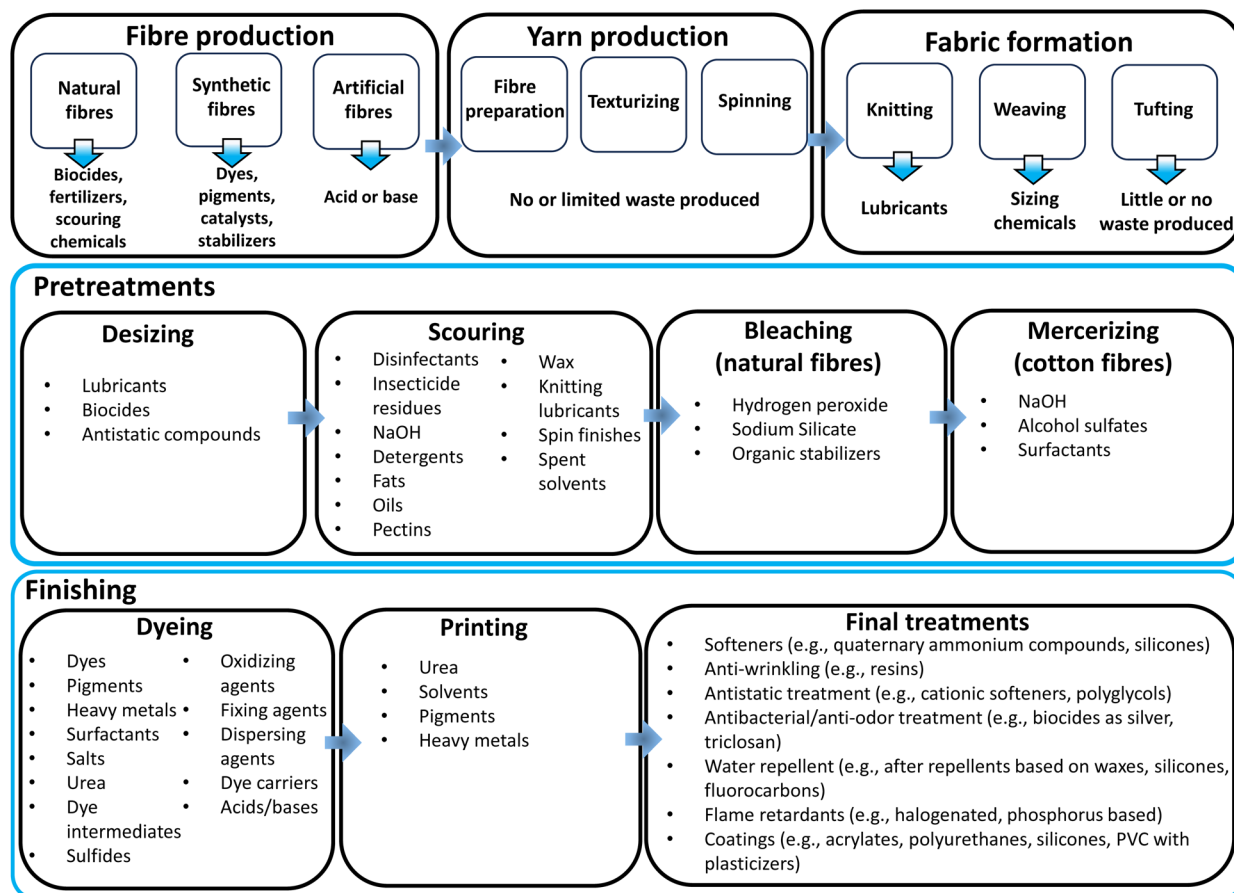 Fibre production
Natural
fibres
Synthetic
fibres
Artificial
fibres
Biocides,
fertilizers,
scouring
chemicals
Dyes,
pigments,
catalysts,
stabilizers
Acid or base
Yarn production
Fibre
preparation
Texturizing
Spinning
No or limited waste produced
Fabric formation
Knitting
Weaving
Tufting
Lubricants
Sizing
chemicals
Little or no
waste produced
Pretreatments
Desizing
• Lubricants
• Biocides
• Antistatic compounds
Scouring
• Disinfectants
• Insecticide
residues
• NaOH
• Detergents
• Fats
• Oils
• Pectins
• Wax
• Knitting
lubricants
• Spin finishes
• Spent
solvents
Bleaching
(natural fibres)
• Hydrogen peroxide
• Sodium Silicate
• Organic stabilizers
Mercerizing
(cotton fibres)
• NaOH
• Alcohol sulfates
• Surfactants
Finishing
Dyeing
• Dyes
• Pigments
• Heavy metals
• Surfactants
• Salts
• Urea
• Dye
intermediates
• Sulfides
• Oxidizing
agents
• Fixing agents
• Dispersing
agents
• Dye carriers
• Acids/bases
Printing
• Urea
• Solvents
• Pigments
• Heavy metals
Final treatments
• Softeners (e.g., quaternary ammonium compounds, silicones)
• Anti-wrinkling (e.g., resins)
• Antistatic treatment (e.g., cationic softeners, polyglycols)
• Antibacterial/anti-odor treatment (e.g., biocides as silver,
triclosan)
• Water repellent (e.g., after repellents based on waxes, silicones,
fluorocarbons)
• Flame retardants (e.g., halogenated, phosphorus based)
• Coatings (e.g., acrylates, polyurethanes, silicones, PVC with
plasticizers)